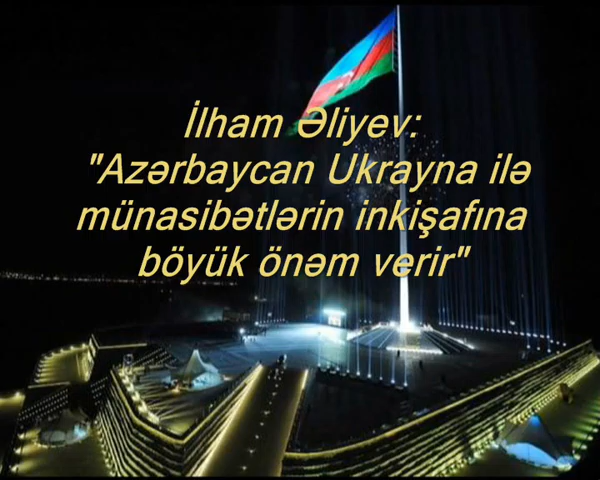 İlham Əliyev:
"Azərbaycan Ukrayna ilə
münasibətlərin inkişafına
böyük önəm verir"